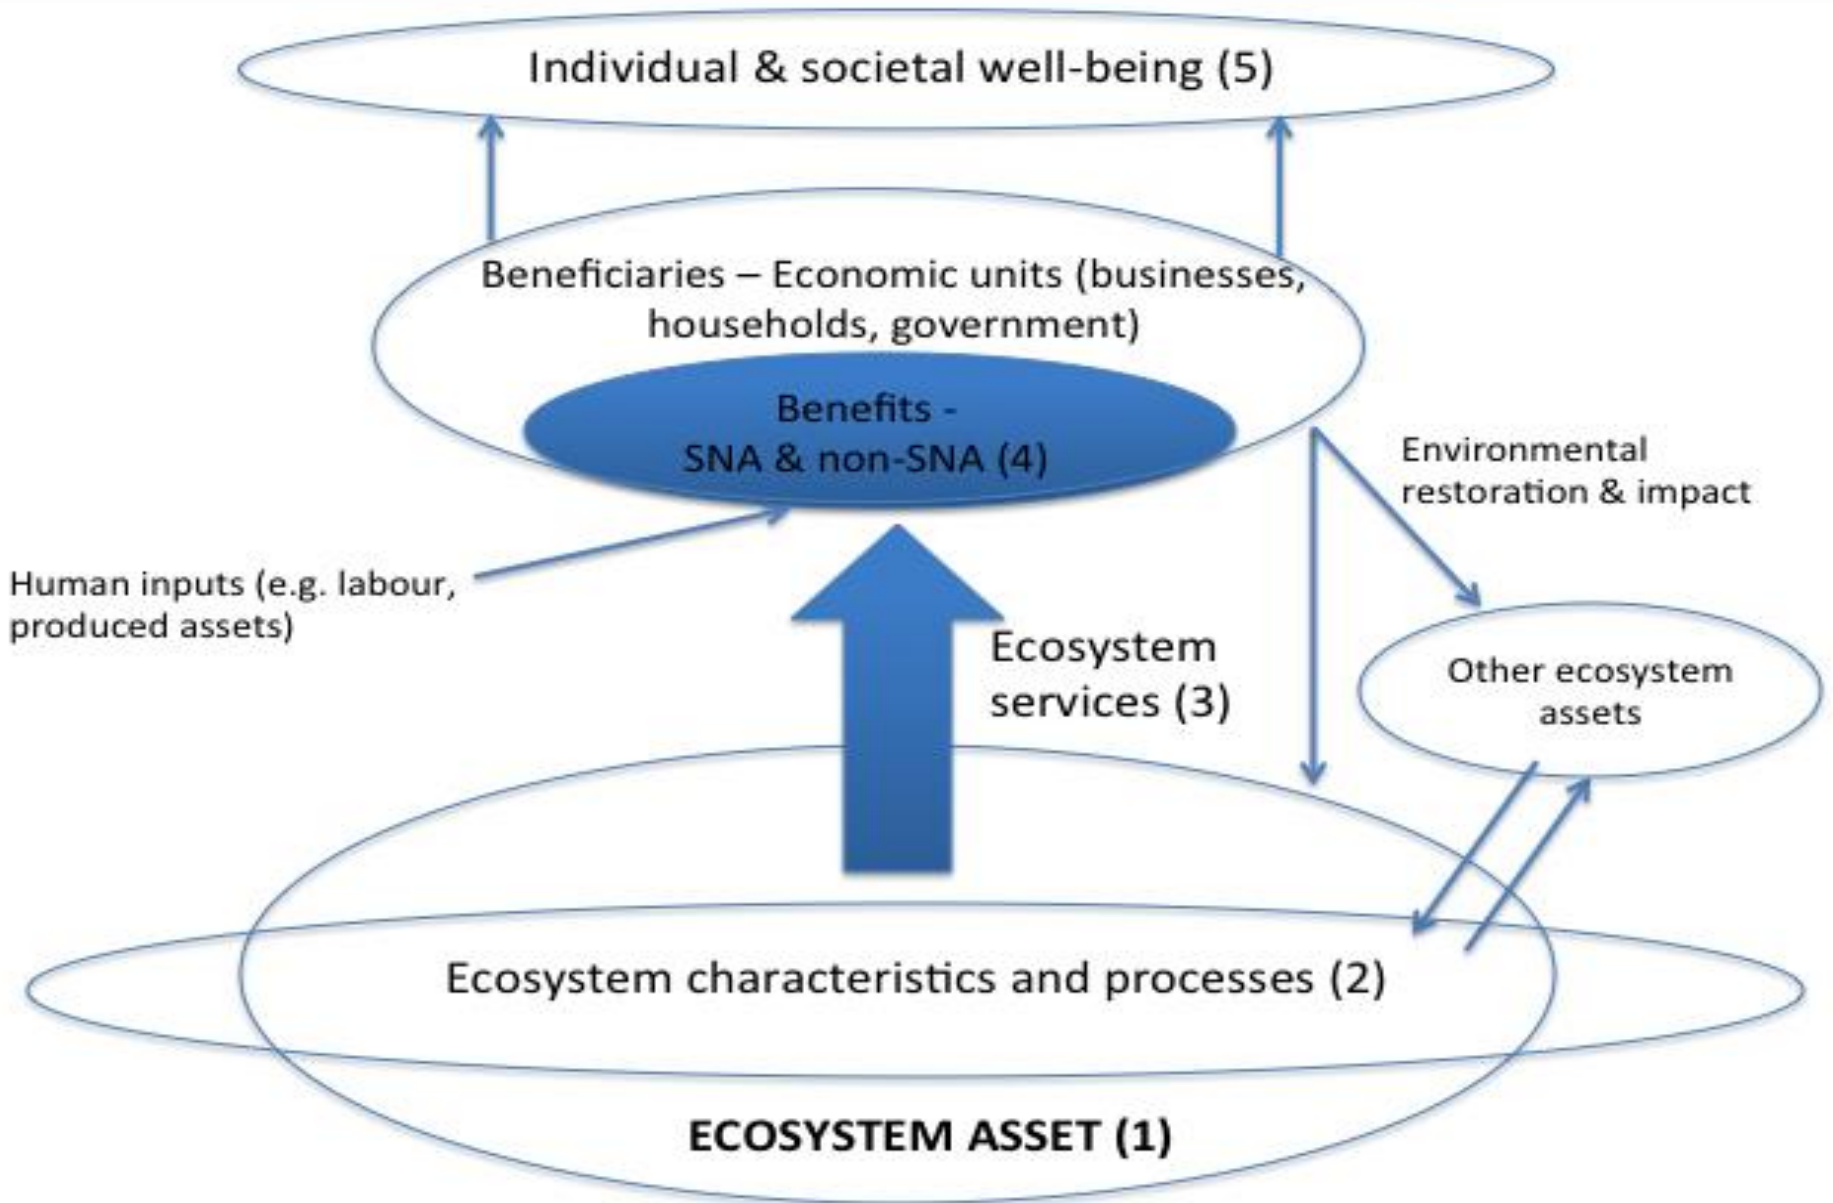 Individual & societal well-being (5)
Beneficiaries – Economic units (businesses,
households, government)
Benefits -
SNA & non-SNA (4)
Environmental
restoration & impact
Human inputs (e.g. labour,
produced assets)
Ecosystem
services (3)
Other ecosystem
assets
Ecosystem characteristics and processes (2)
ECOSYSTEM ASSET (1)